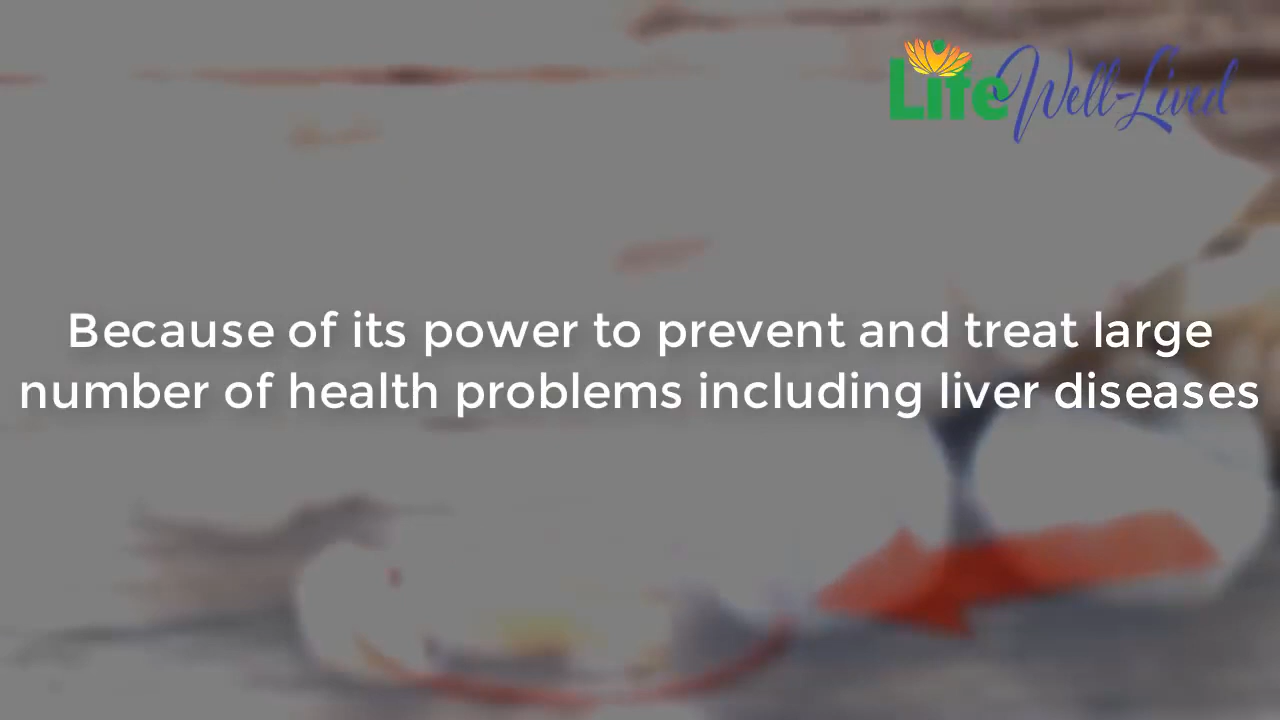 Life Well-Lived
Because of its power to prevent and treat large
number of health problems including liver diseases